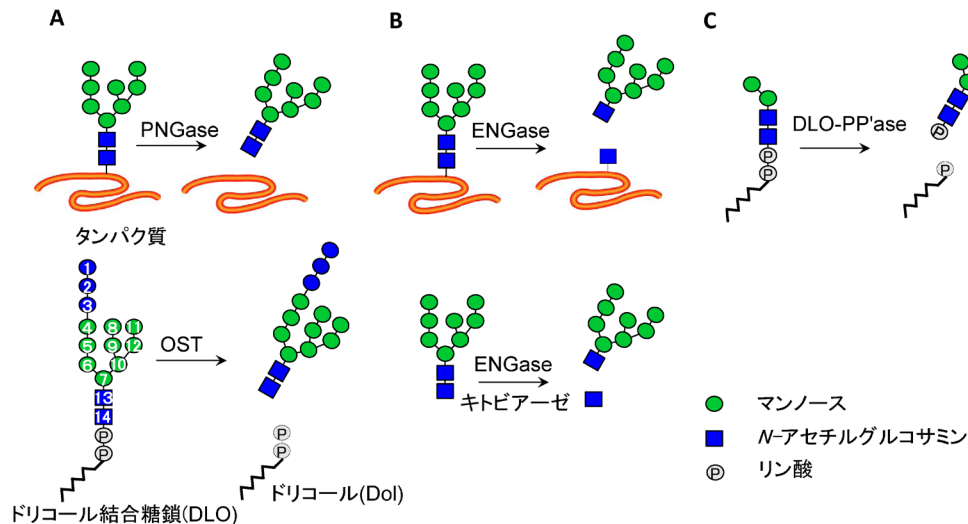 A
B
C
PNGase
ENGase
DLO-PP'ase
P
P
P
P
タンパク質
1
2
3
4 8 11
5 9 12
6 10
7
13
14
P
P
OST
P
P
ドリコール結合糖鎖(DLO)
ドリコール(Dol)
ENGase
キトビアーゼ
マンノース
N-アセチルグルコサミン
P リン酸